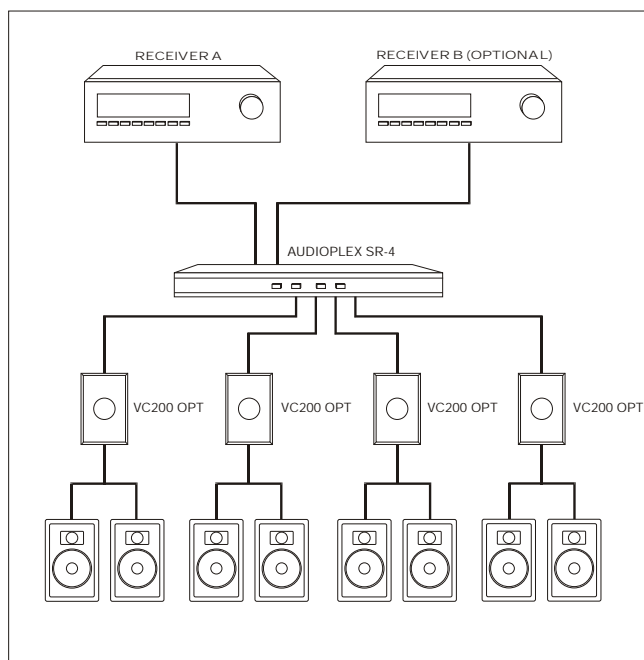 RECEIVER A
RECEIVER B (OPTIONAL)
AUDIOPLEX SR-4
VC200 OPT
VC200 OPT
VC200 OPT
VC200 OPT